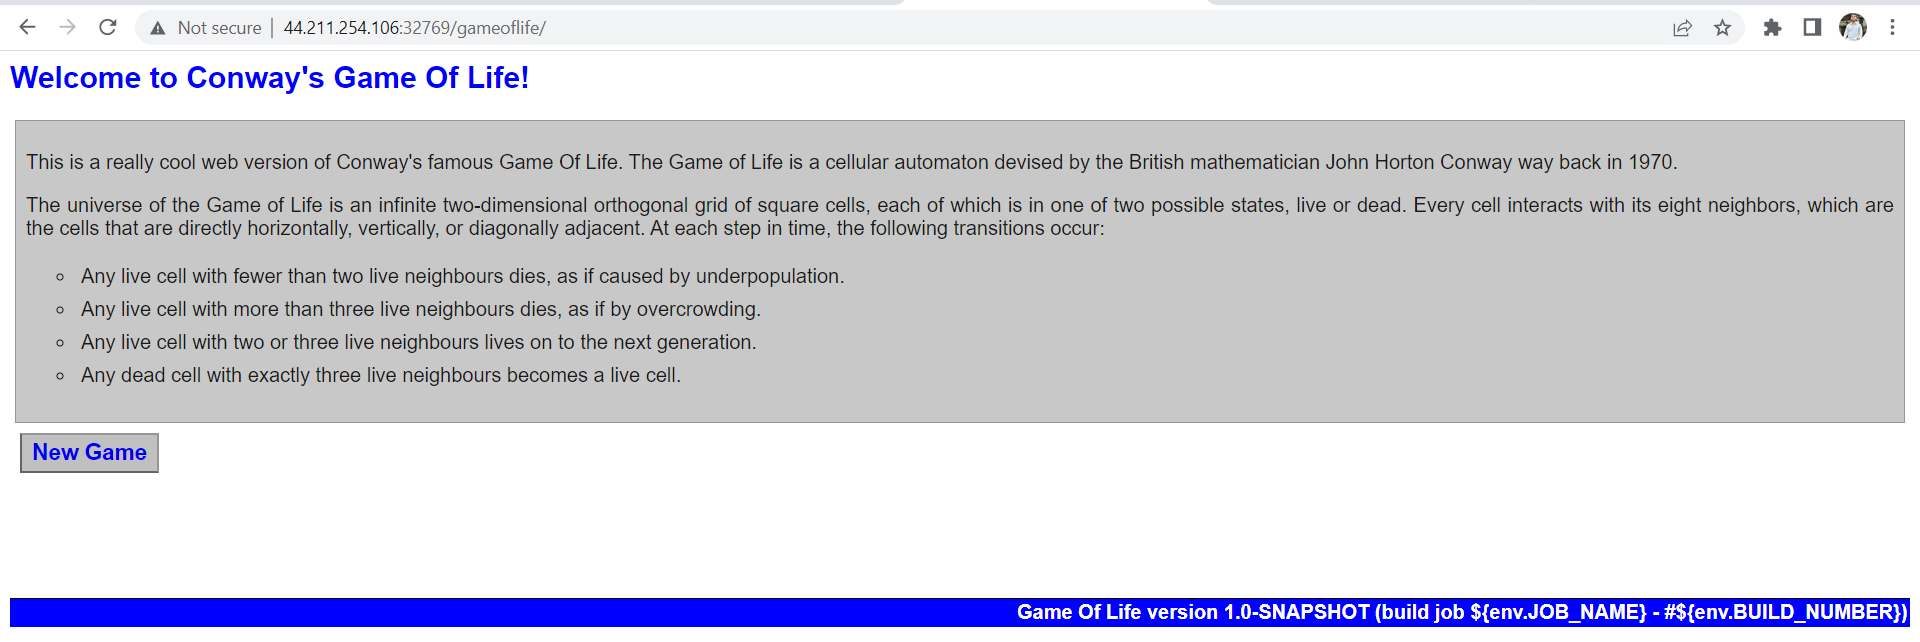 Not secure | 44.211.254.106:32769/gameoflife/
Welcome to Conway's Game Of Life!
This is a really cool web version of Conway's famous Game Of Life. The Game of Life is a cellular automaton devised by the British mathematician John Horton Conway way back in 1970.
The universe of the Game of Life is an infinite two-dimensional orthogonal grid of square cells, each of which is in one of two possible states, live or dead. Every cell interacts with its eight neighbors, which are
the cells that are directly horizontally, vertically, or diagonally adjacent. At each step in time, the following transitions occur:
Any live cell with fewer than two live neighbours dies, as if caused by underpopulation.
Any live cell with more than three live neighbours dies, as if by overcrowding.
Any live cell with two or three live neighbours lives on to the next generation.
Any dead cell with exactly three live neighbours becomes a live cell.
New Game
Game Of Life version 1.0-SNAPSHOT (build job ${env.JOB_NAME} - #${env.BUILD_NUMBER})